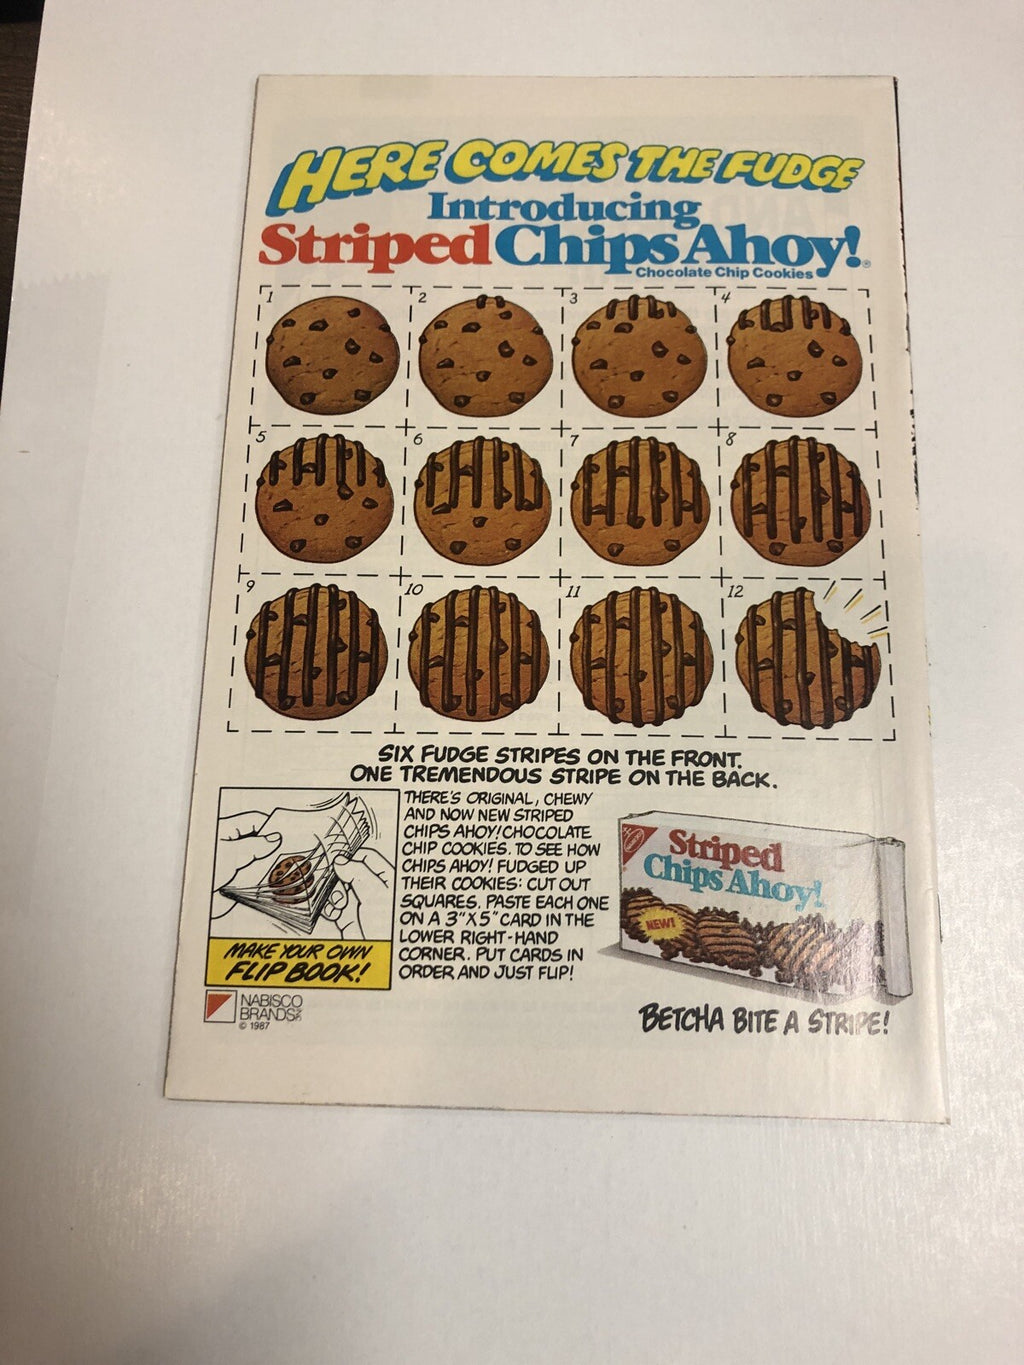 HERE COMES THE FUDGE
Introducing
Striped Chips Ahoy!®
Chocolate Chip Cookies
1 2 3 4
5 6 7 8
9 10 11 12
SIX FUDGE STRIPES ON THE FRONT.
ONE TREMENDOUS STRIPE ON THE BACK.
THERE'S ORIGINAL, CHEWY
AND NOW NEW STRIPED
CHIPS AHOY! CHOCOLATE
CHIP COOKIES. TO SEE HOW
CHIPS AHOY! FUDGED UP
THEIR COOKIES: CUT OUT
SQUARES. PASTE EACH ONE
ON A 3"X5" CARD IN THE
LOWER RIGHT-HAND
CORNER. PUT CARDS IN
ORDER AND JUST FLIP!
MAKE YOUR OWN
FLIP BOOK!
NABISCO
BRANDS INC
© 1987
NABISCO
Striped
Chips Ahoy!
NEW!
BETCHA BITE A STRIPE!